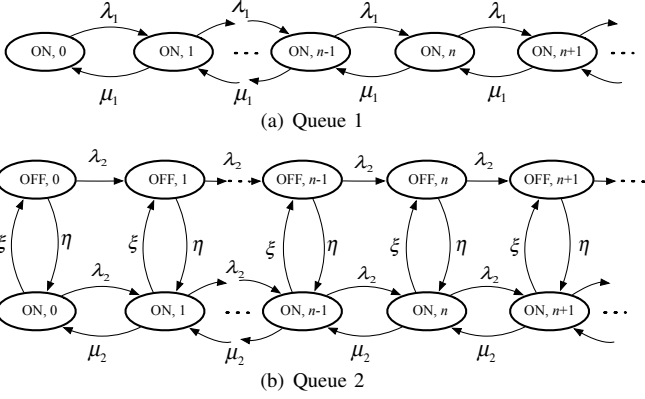 λ₁ λ₁ λ₁ λ₁
ON, 0 ON, 1 ··· ON, n-1 ON, n ON, n+1 ···
μ₁ μ₁ μ₁ μ₁
(a) Queue 1
λ₂ λ₂ λ₂ λ₂
OFF, 0 OFF, 1 ··· OFF, n-1 OFF, n OFF, n+1 ····
ξ η ξ η ξ η ξ η ξ η
λ₂ λ₂ λ₂ λ₂
ON, 0 ON, 1 ··· ON, n-1 ON, n ON, n+1 ···
μ₂ μ₂ μ₂ μ₂
(b) Queue 2